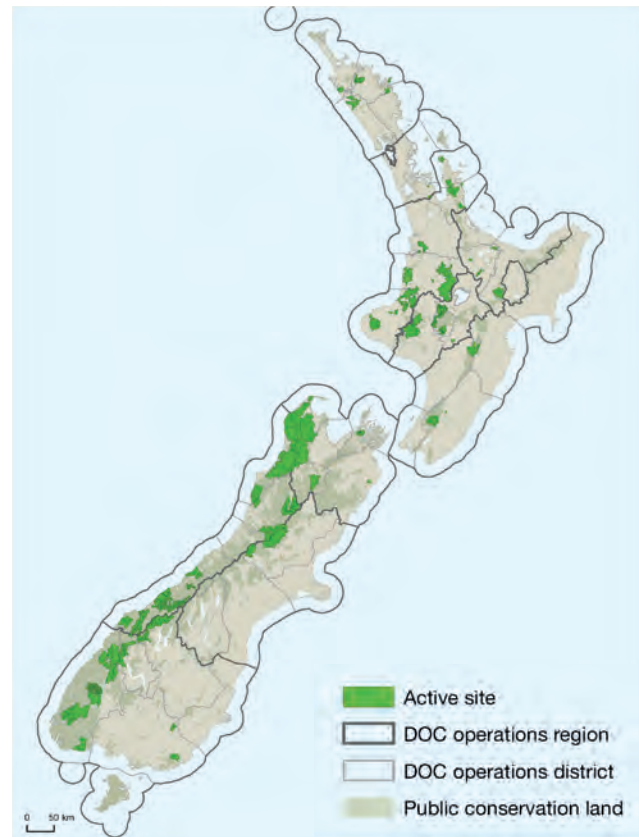 Active site
DOC operations region
DOC operations district
Public conservation land
0 50 km